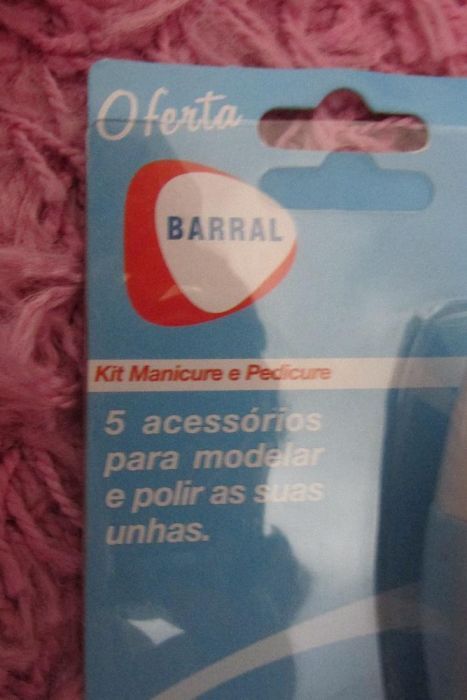 Oferta
BARRAL
Kit Manicure e Pedicure
5 acessórios
para modelar
e polir as suas
unhas.